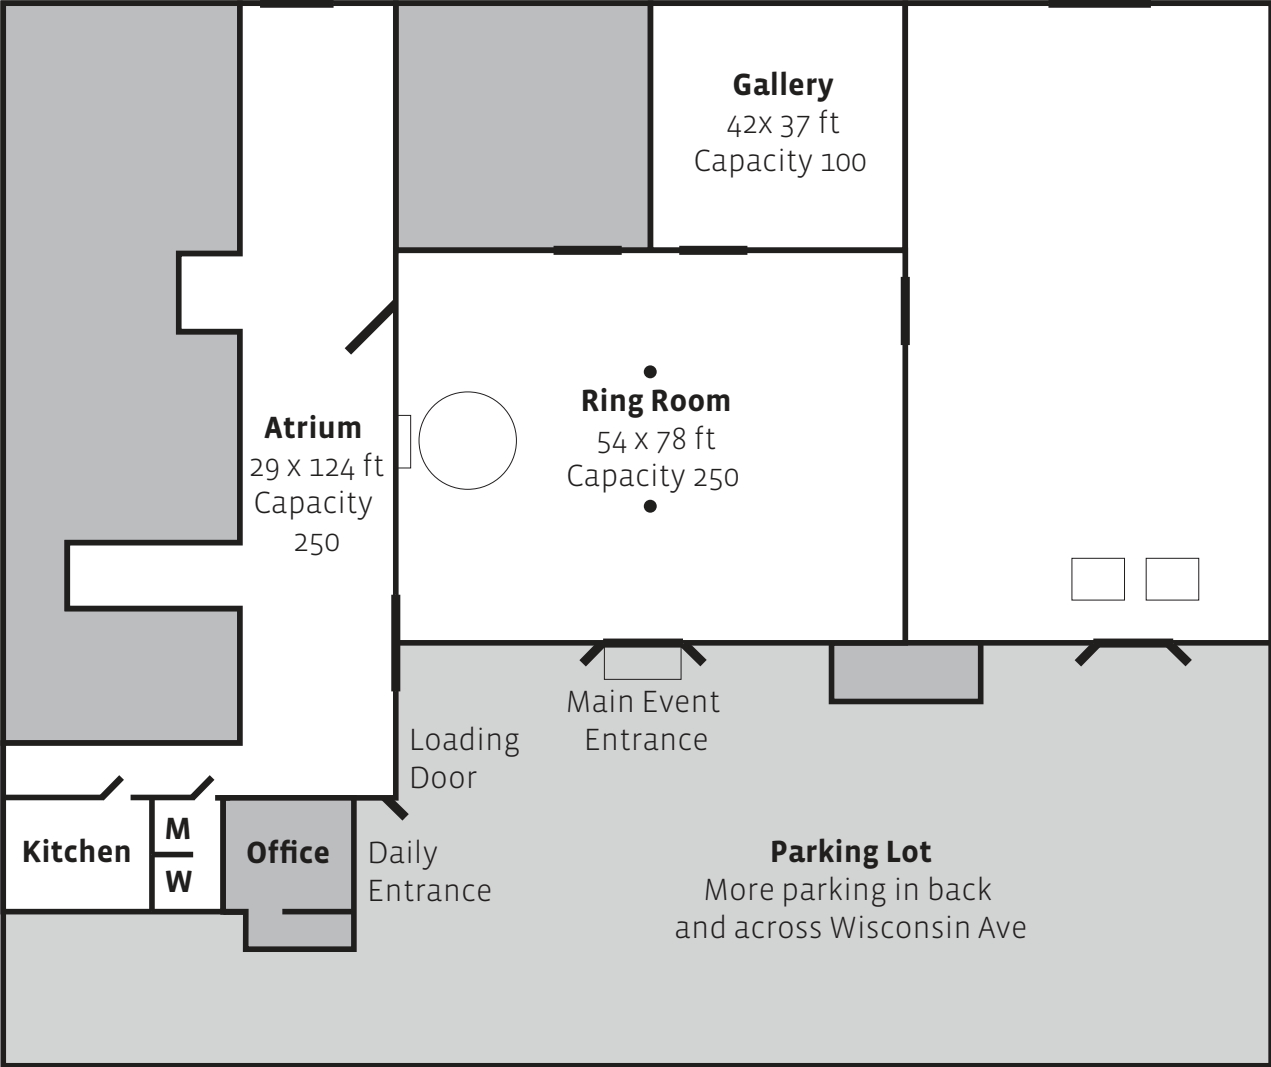 Gallery
42x 37 ft
Capacity 100
Ring Room
54 x 78 ft
Capacity 250
Atrium
29 x 124 ft
Capacity
250
Main Event
Entrance
Loading
Door
Kitchen
M
W
Office
Daily
Entrance
Parking Lot
More parking in back
and across Wisconsin Ave